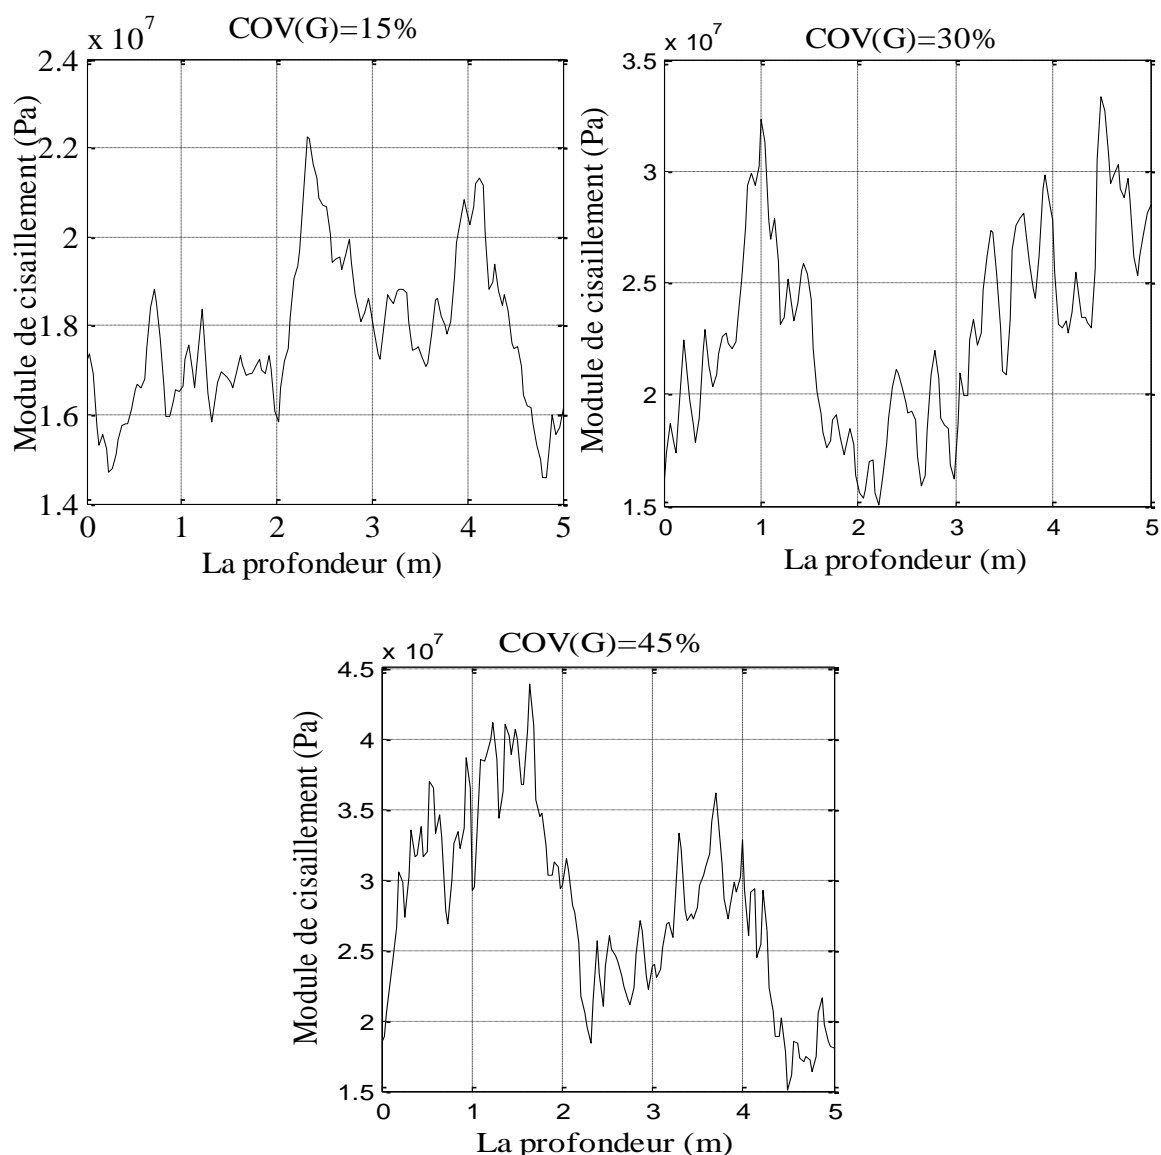 COV(G)=15%
x 10^7
2.4
2.2
2
1.8
1.6
1.4
0 1 2 3 4 5
Module de cisaillement (Pa)
La profondeur (m)
COV(G)=30%
x 10^7
3.5
3
2.5
2
1.5
0 1 2 3 4 5
Module de cisaillement (Pa)
La profondeur (m)
COV(G)=45%
x 10^7
4.5
4
3.5
3
2.5
2
1.5
0 1 2 3 4 5
Module de cisaillement (Pa)
La profondeur (m)